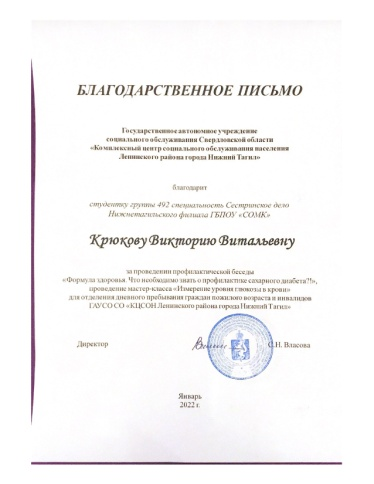 БЛАГОДАРСТВЕННОЕ ПИСЬМО
Государственное автономное учреждение
социального обслуживания Свердловской области
«Комплексный центр социального обслуживания населения
Ленинского района города Нижний Тагил»
благодарит
студентку группы 492 специальность Сестринское дело
Нижнетагильского филиала ГБПОУ «СОМК»
Крюкову Викторию Витальевну
за проведения профилактической беседы
«Формула здоровья. Что необходимо знать о профилактике сахарного диабета?!»,
проведение мастер-класса «Измерение уровня глюкозы в крови»
для отделения дневного пребывания граждан пожилого возраста и инвалидов
ГАУСО СО «КЦСОН Ленинского района города Нижний Тагил»
Директор С.Н. Власова
Январь
2022 г.